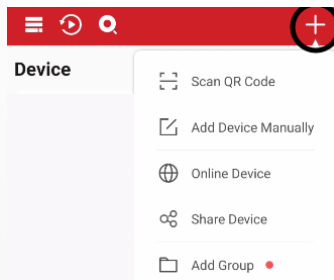 Device
Scan QR Code
Add Device Manually
Online Device
Share Device
Add Group